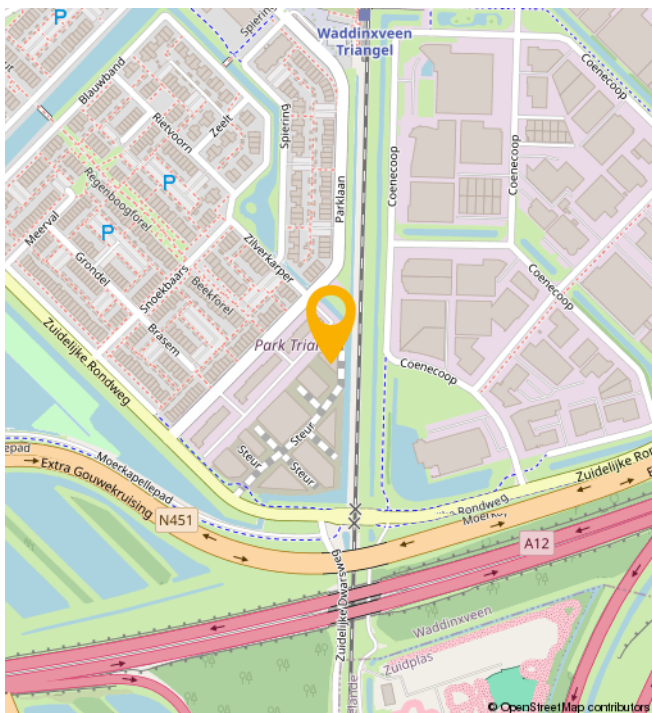 P
Waddinxveen
Triangel
Spiering
Coenecoop
Blauwband
Zeelt
Rietvoorn
Spiering
Coenecoop
Coenecoop
P
Regenboogforel
Parklaan
Meerval
P
Zilverkarper
Grondel
Snoekbaars
Beekforel
Coenecoop
Brasem
Zuidelijke Rondweg
Park Trian
Coenecoop
Steur
Steur
Steur
Moerkapellepad
Extra Gouwekruising
N451
Zuidelijke Rondweg
A12
Zuidelijke Dwarsweg
Waddinxveen
Zuidplas
© OpenStreetMap contributors